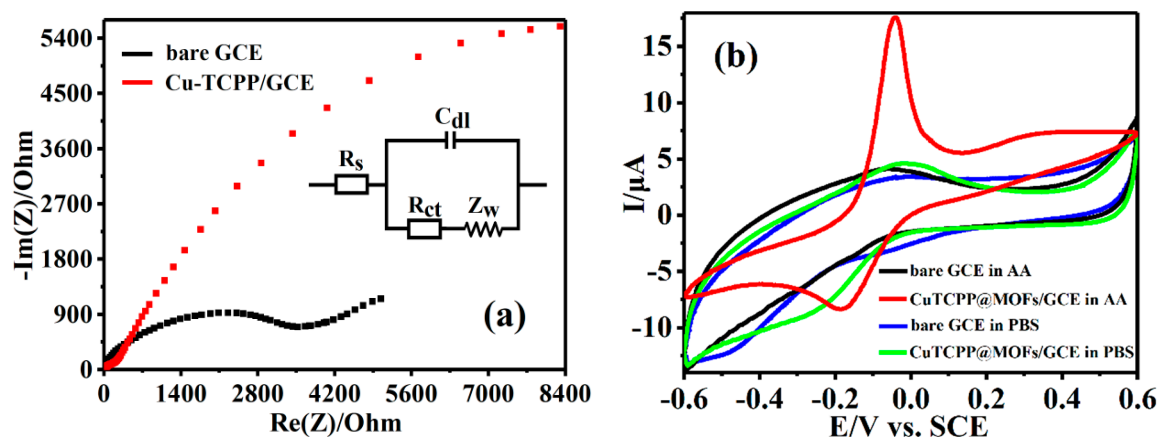 5400
4500
3600
2700
1800
900
0
-Im(Z)/Ohm
bare GCE
Cu-TCPP/GCE
Cdl
Rs
Rct
Zw
(a)
0 1400 2800 4200 5600 7000 8400
Re(Z)/Ohm
15
10
5
0
-5
-10
I/μA
(b)
bare GCE in AA
CuTCPP@MOFs/GCE in AA
bare GCE in PBS
CuTCPP@MOFs/GCE in PBS
-0.6 -0.4 -0.2 0.0 0.2 0.4 0.6
E/V vs. SCE